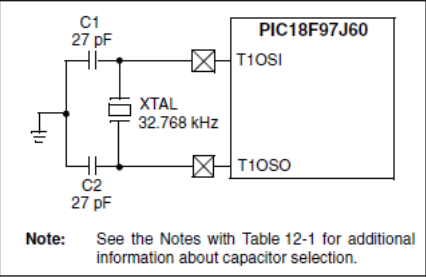 C1
27 pF
PIC18F97J60
T1OSI
XTAL
32.768 kHz
T1OSO
C2
27 pF
Note: See the Notes with Table 12-1 for additional
information about capacitor selection.